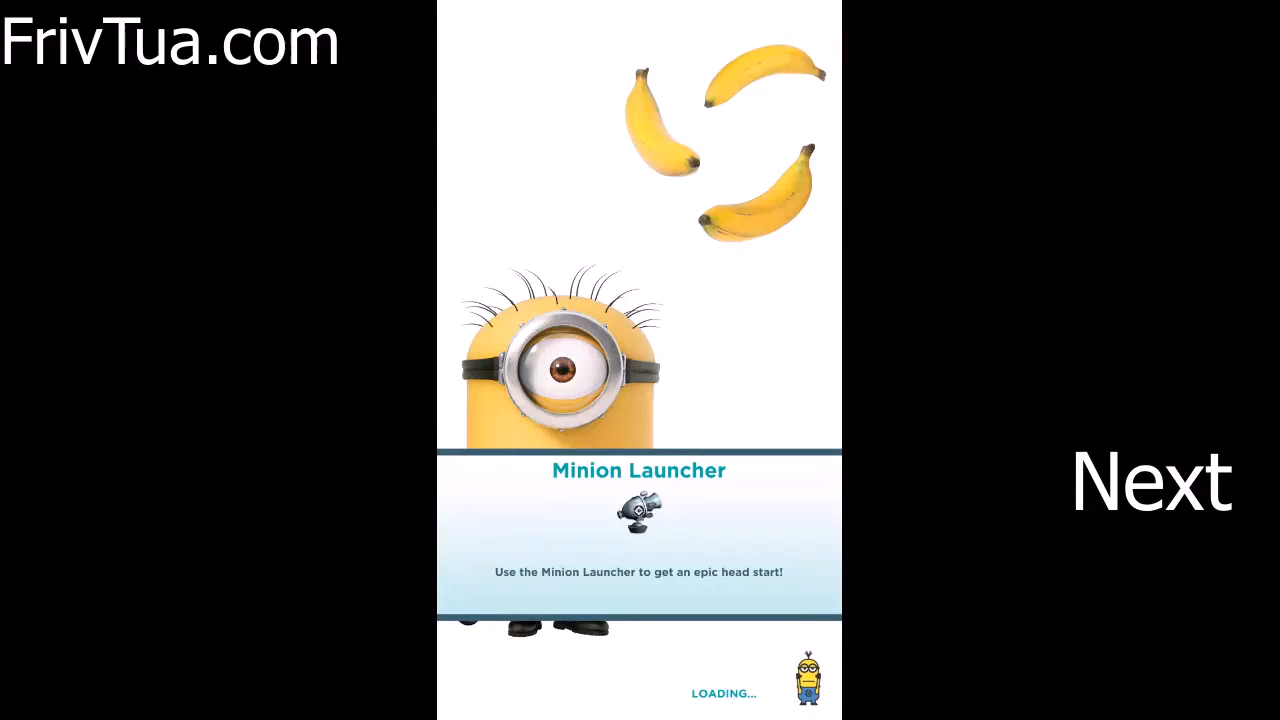 FrivTua.com
Minion Launcher
Use the Minion Launcher to get an epic head start!
Next
LOADING...